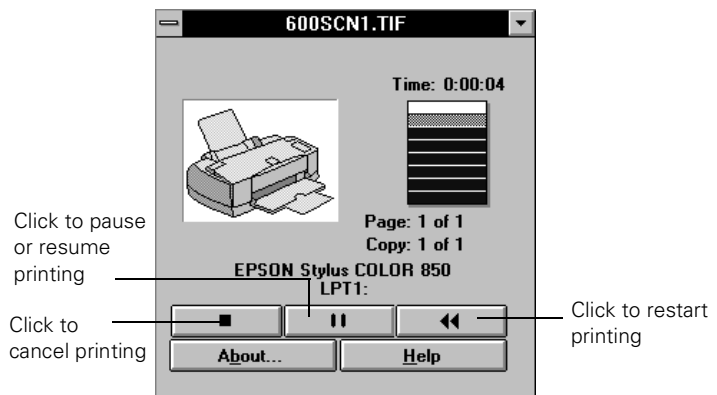 600SCN1.TIF
Time: 0:00:04
Page: 1 of 1
Copy: 1 of 1
EPSON Stylus COLOR 850
LPT1:
About...
Help
Click to pause
or resume
printing
Click to
cancel printing
Click to restart
printing